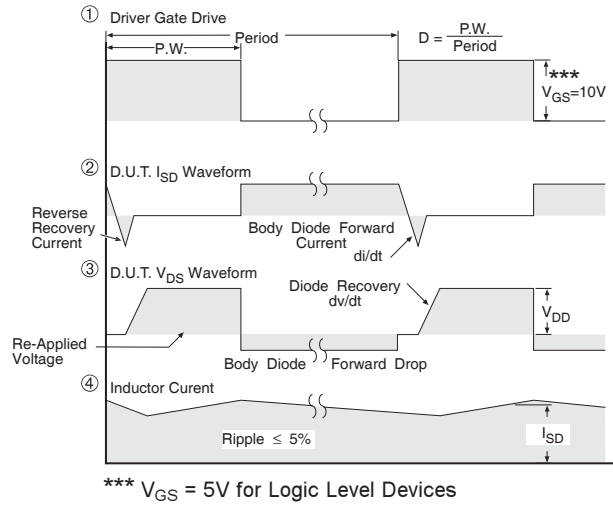 ① Driver Gate Drive
P.W.
Period
D = P.W. / Period
***
V_GS=10V
② D.U.T. I_SD Waveform
Reverse
Recovery
Current
Body Diode Forward
Current
di/dt
③ D.U.T. V_DS Waveform
Diode Recovery
dv/dt
V_DD
Re-Applied
Voltage
Body Diode Forward Drop
④ Inductor Curent
Ripple ≤ 5%
I_SD
*** V_GS = 5V for Logic Level Devices